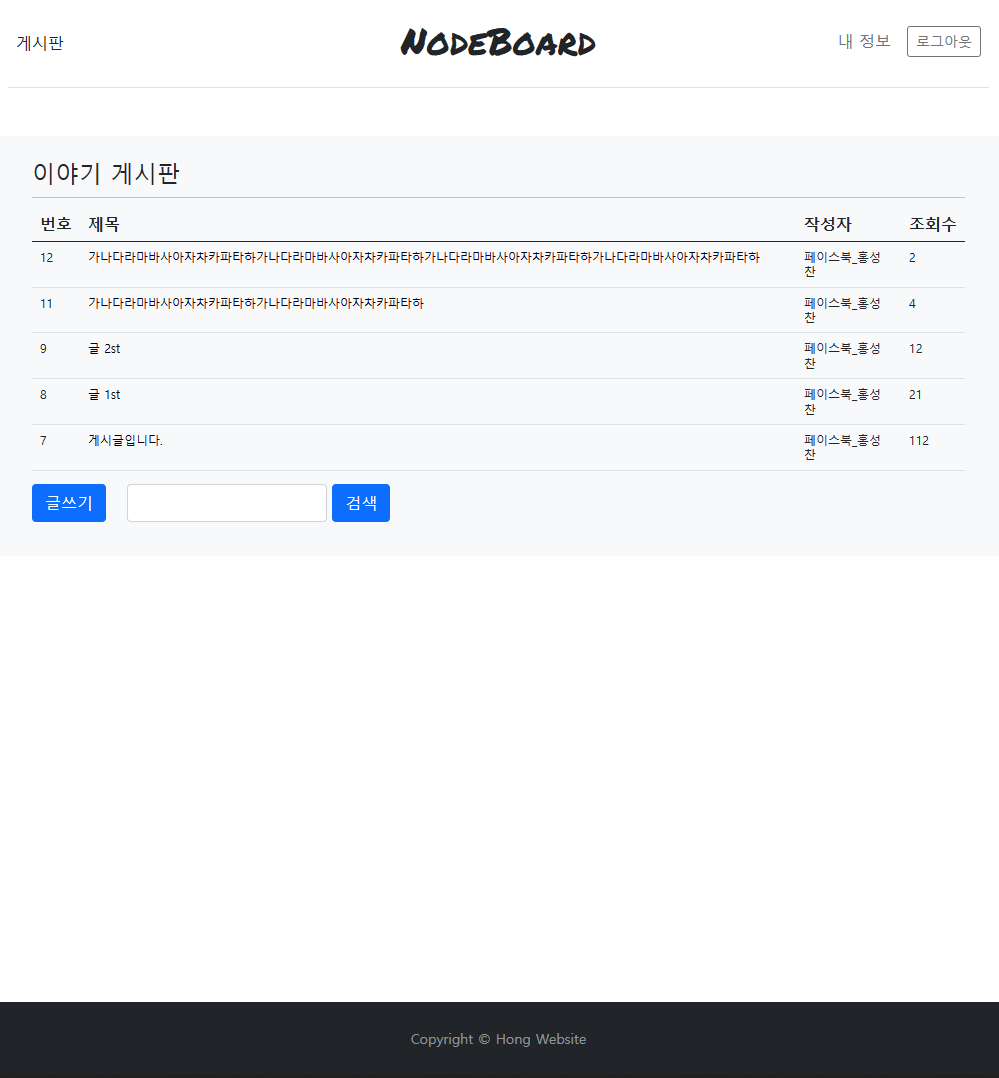 게시판 NodeBoard 내 정보 로그아웃
이야기 게시판
번호 제목 작성자 조회수
12 가나다라마바사아자차카파타하가나다라마바사아자차카파타하가나다라마바사아자차카파타하가나다라마바사아자차카파타하 페이스북_홍성 2
찬
11 가나다라마바사아자차카파타하가나다라마바사아자차카파타하 페이스북_홍성 4
찬
9 글 2st 페이스북_홍성 12
찬
8 글 1st 페이스북_홍성 21
찬
7 게시글입니다. 페이스북_홍성 112
찬
글쓰기 검색
Copyright © Hong Website